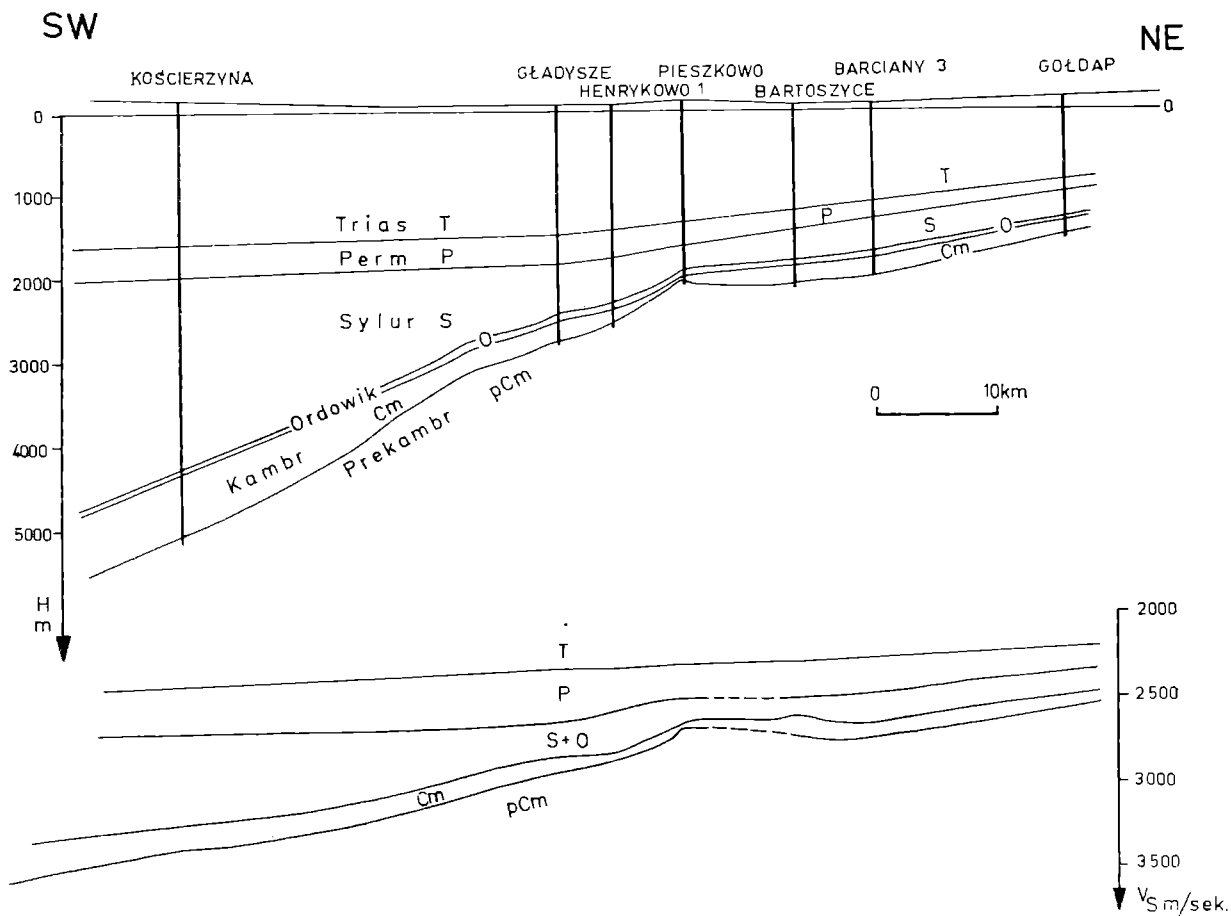 SW
NE
KOŚCIERZYNA
GŁADYSZE
HENRYKOWO 1
PIESZKOWO
BARTOSZYCE
BARCIANY 3
GOŁDAP
0
0
1000
2000
3000
4000
5000
H
m
Trias T
Perm P
Sylur S
O
Ordowik
Cm
Kambr
Prekambr
pCm
T
P
S
O
Cm
0 10km
T
P
S+O
Cm
pCm
2000
2500
3000
3500
VS m/sek.